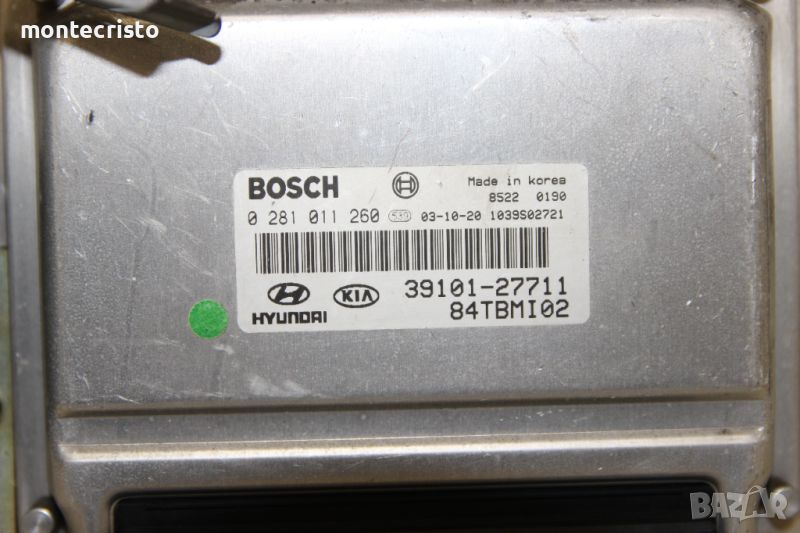 montecristo
BOSCH
Made in korea
8522 0190
0 281 011 260 03-10-20 1039S02721
39101-27711
HYUNDAI KIA 84TBMI02
BAZAR